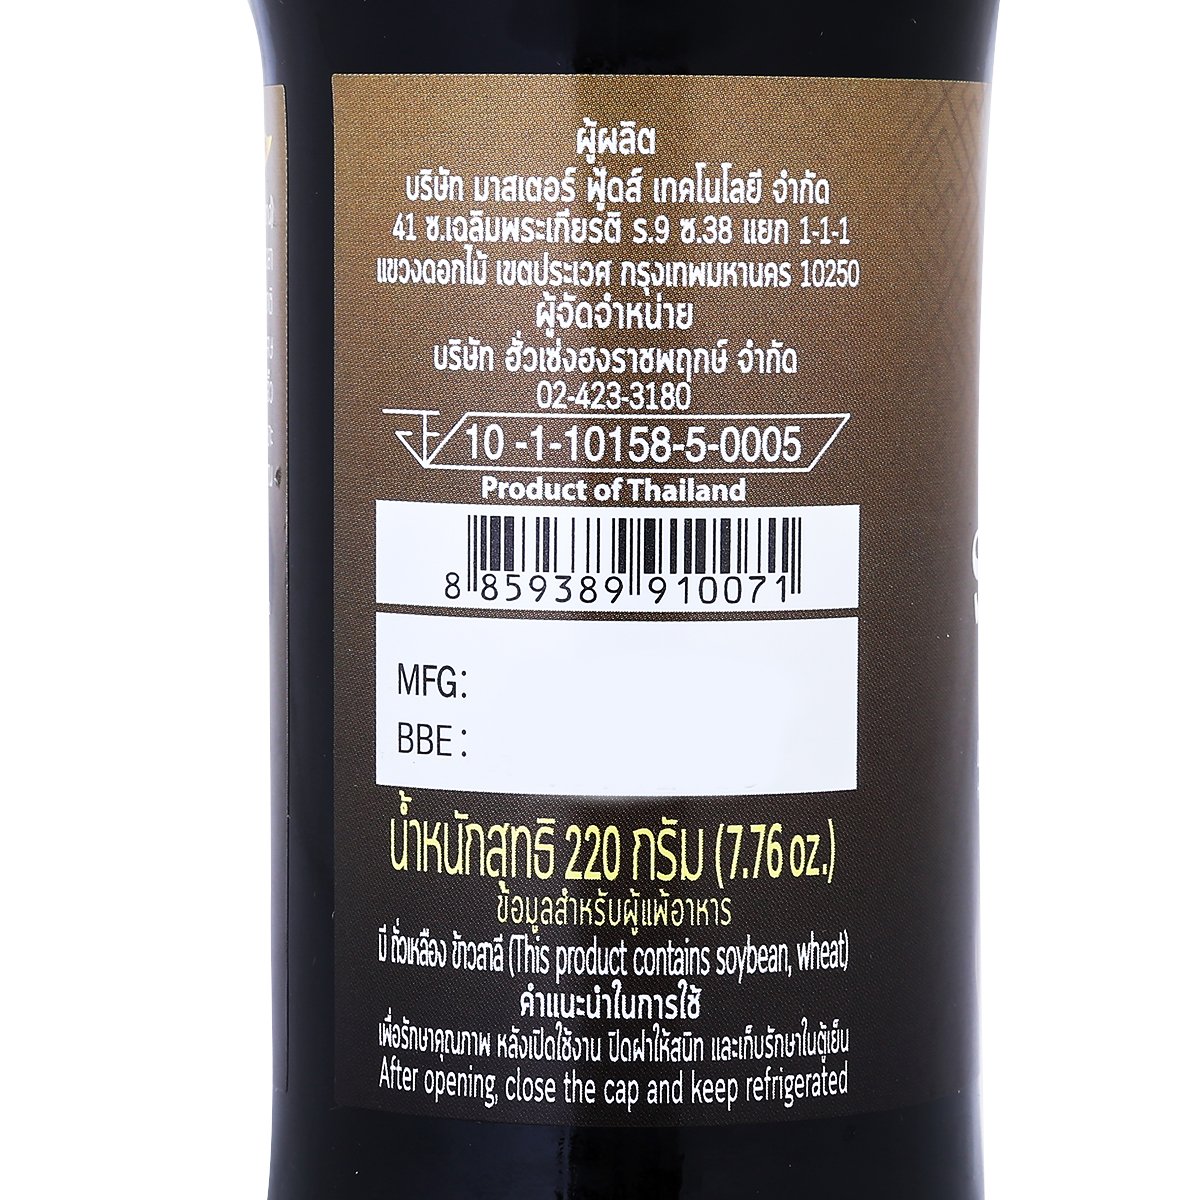 ผู้ผลิต
บริษัท มาสเตอร์ ฟู้ดส์ เทคโนโลยี จำกัด
41 ซ.เฉลิมพระเกียรติ ร.9 ซ.38 แยก 1-1-1
แขวงดอกไม้ เขตประเวศ กรุงเทพมหานคร 10250
ผู้จัดจำหน่าย
บริษัท ฮั่วเซ่งฮงราชพฤกษ์ จำกัด
02-423-3180
10 -1-10158-5-0005
Product of Thailand
8 859389 910071
MFG:
BBE :
น้ำหนักสุทธิ 220 กรัม (7.76 oz.)
ข้อมูลสำหรับผู้แพ้อาหาร
มี ถั่วเหลือง ข้าวสาลี (This product contains soybean, wheat)
คำแนะนำในการใช้
เพื่อรักษาคุณภาพ หลังเปิดใช้งาน ปิดฝาให้สนิท และเก็บรักษาในตู้เย็น
After opening, close the cap and keep refrigerated